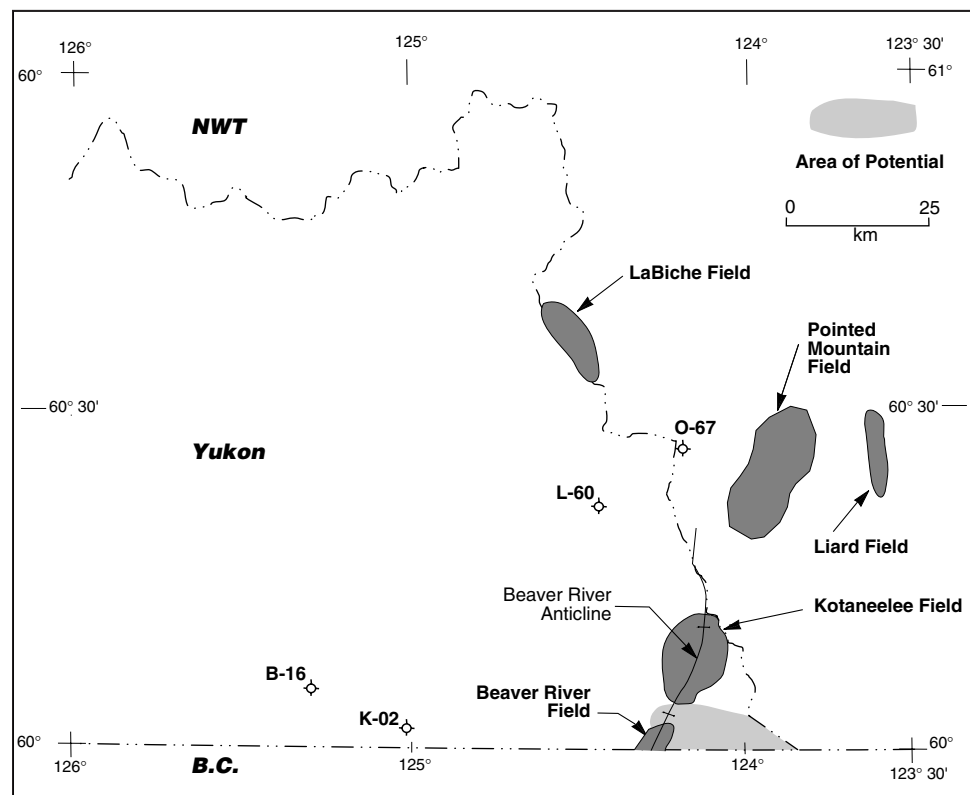 126°
125°
124°
123° 30'
60°
61°
NWT
Area of Potential
0
25
km
LaBiche Field
Pointed
Mountain
Field
60° 30'
60° 30'
O-67
Yukon
L-60
Liard Field
Beaver River
Anticline
Kotaneelee Field
B-16
Beaver River
Field
K-02
60°
60°
B.C.
126°
125°
124°
123° 30'